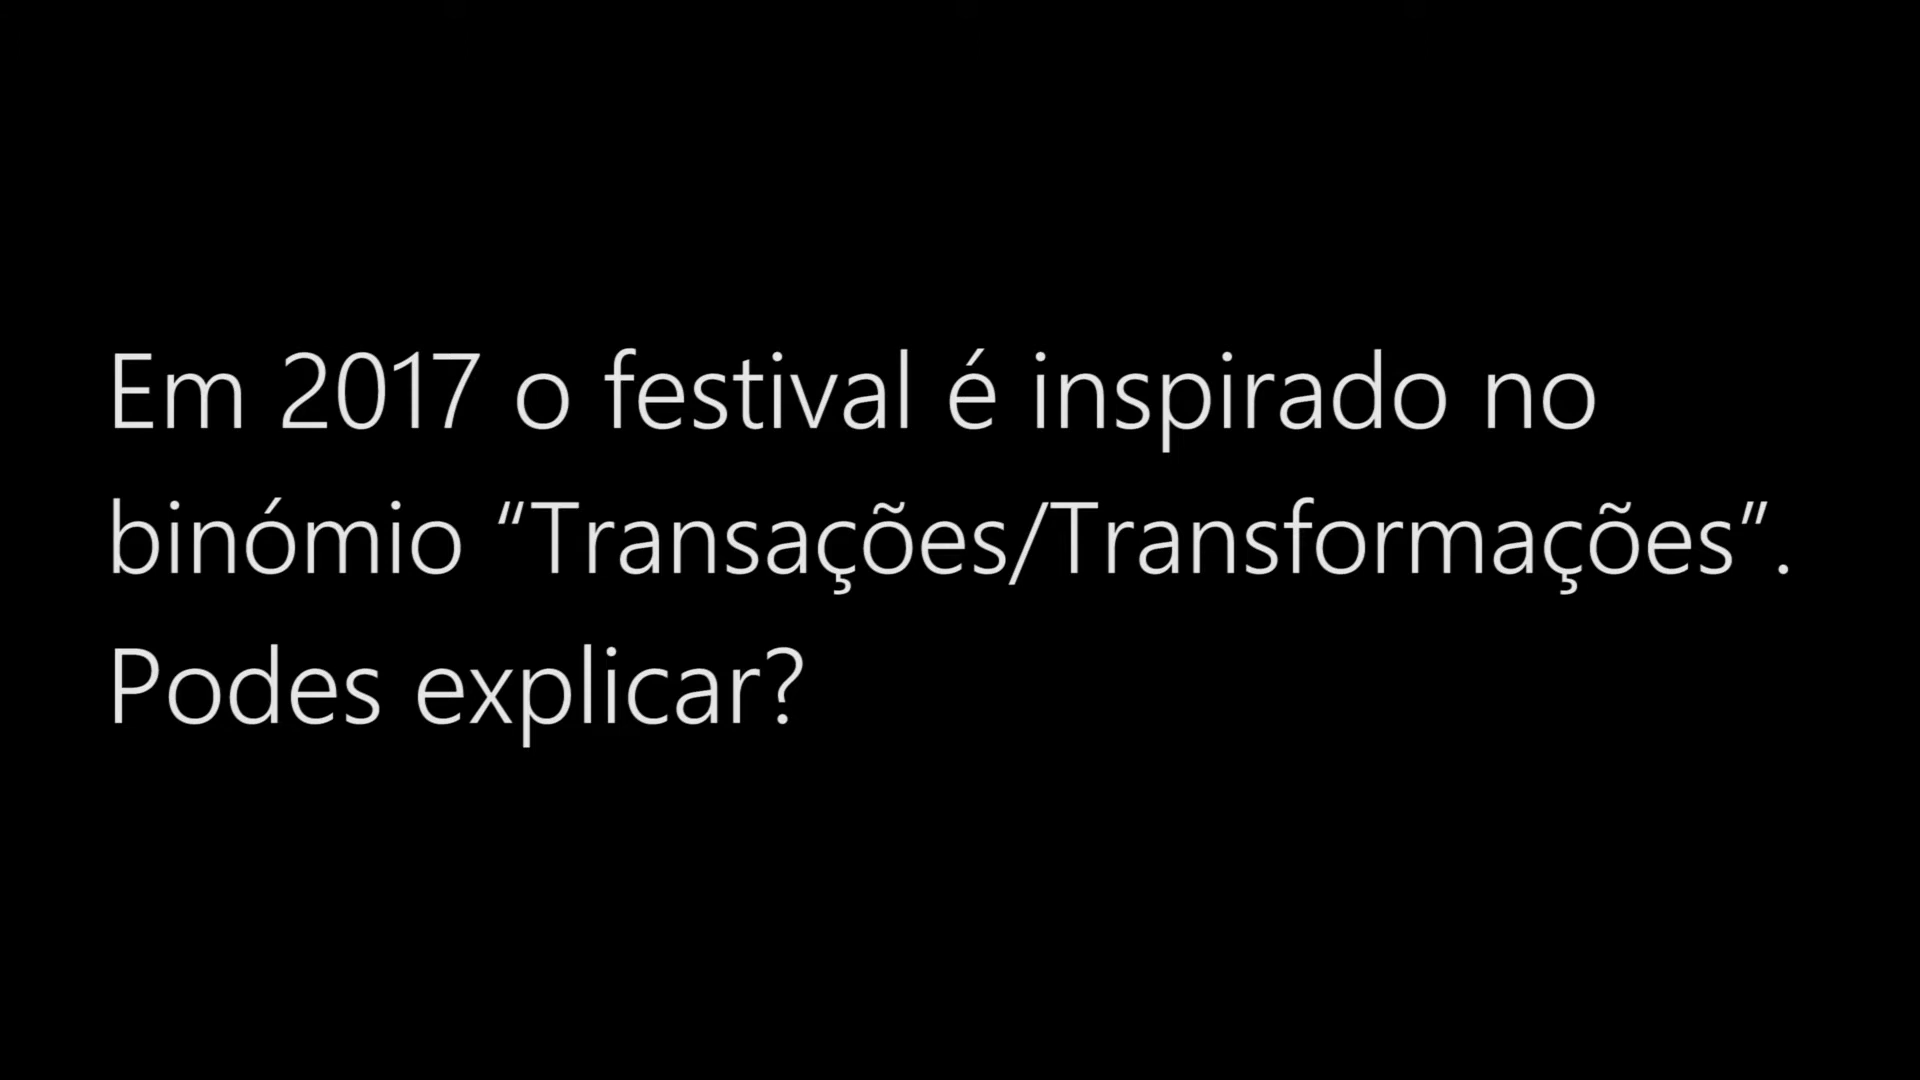 Em 2017 o festival é inspirado no
binómio “Transações/Transformações”.
Podes explicar?